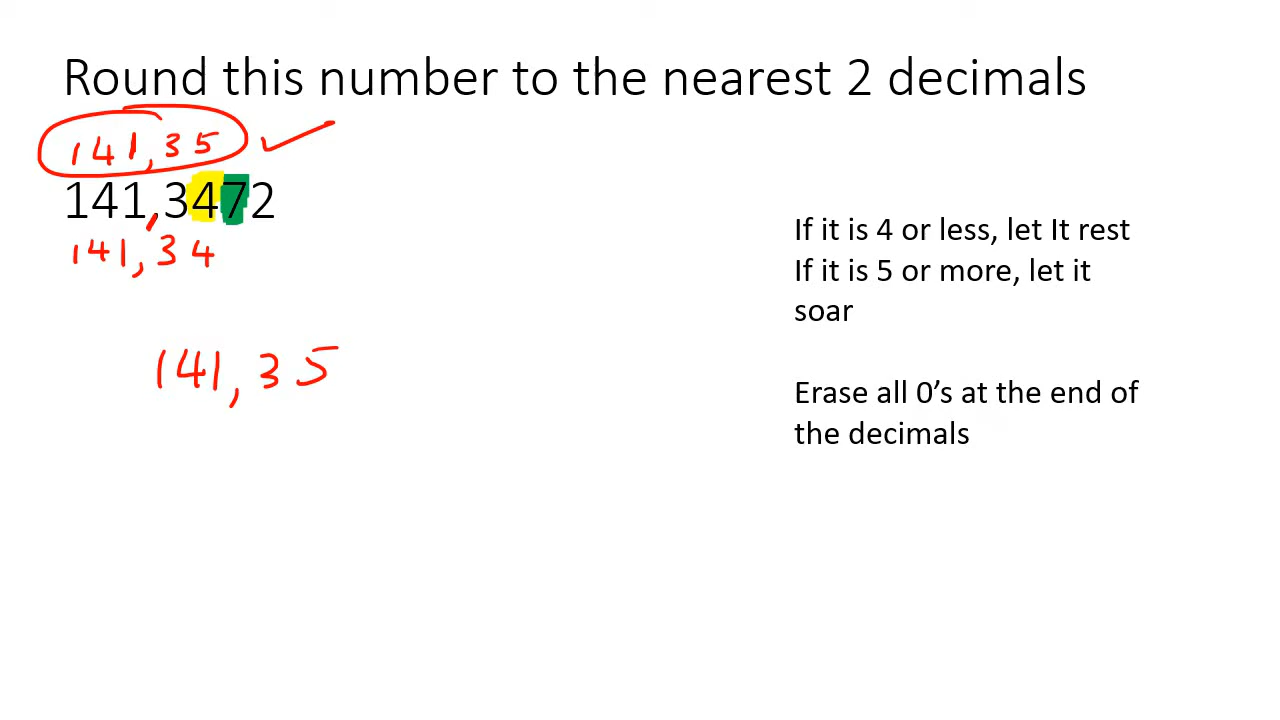 Round this number to the nearest 2 decimals
141,35
141,3472
141,34
141,35
If it is 4 or less, let It rest
If it is 5 or more, let it
soar
Erase all 0’s at the end of
the decimals